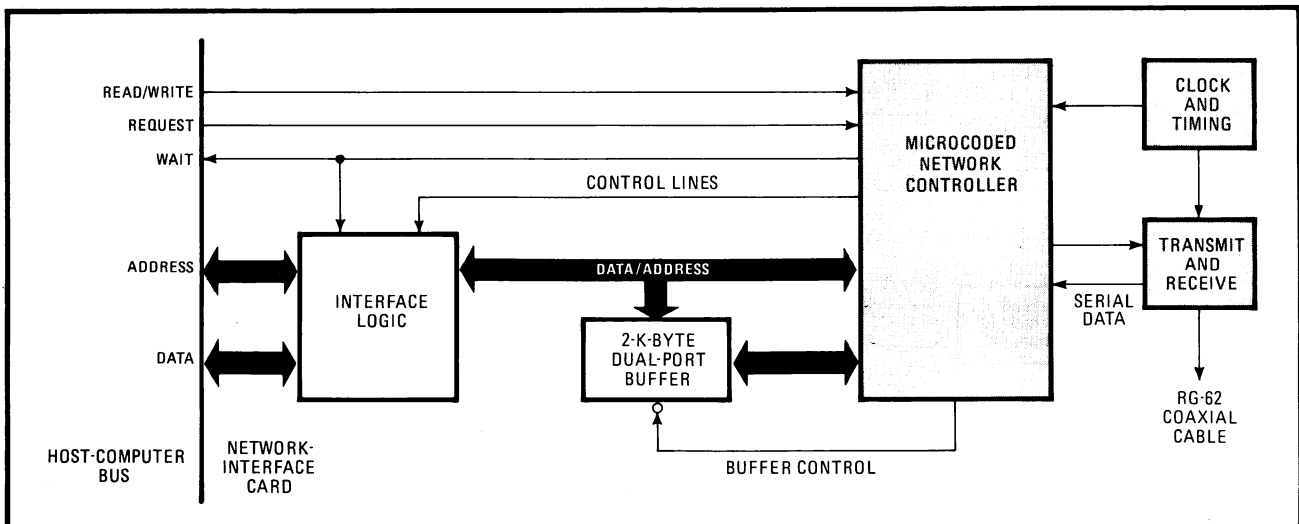 READ/WRITE
REQUEST
WAIT
CONTROL LINES
MICROCODED
NETWORK
CONTROLLER
CLOCK
AND
TIMING
ADDRESS
DATA
INTERFACE
LOGIC
DATA/ADDRESS
2-K-BYTE
DUAL-PORT
BUFFER
TRANSMIT
AND
RECEIVE
SERIAL
DATA
RG-62
COAXIAL
CABLE
HOST-COMPUTER
BUS
NETWORK-
INTERFACE
CARD
BUFFER CONTROL